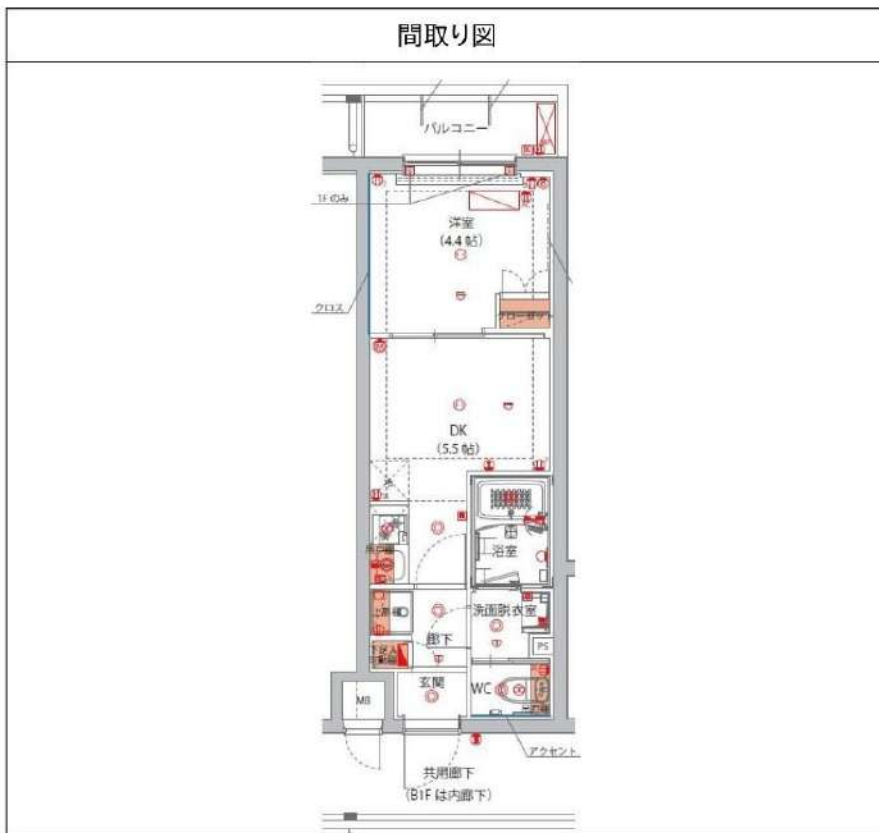 間取り図
バルコニー
1Fのみ
洋室
(4.4 帖)
クロス
クローゼット
DK
(5.5 帖)
浴室
洗面脱衣室
廊下
PS
玄関
WC
MB
アクセント
共用廊下
(B1F は内廊下)